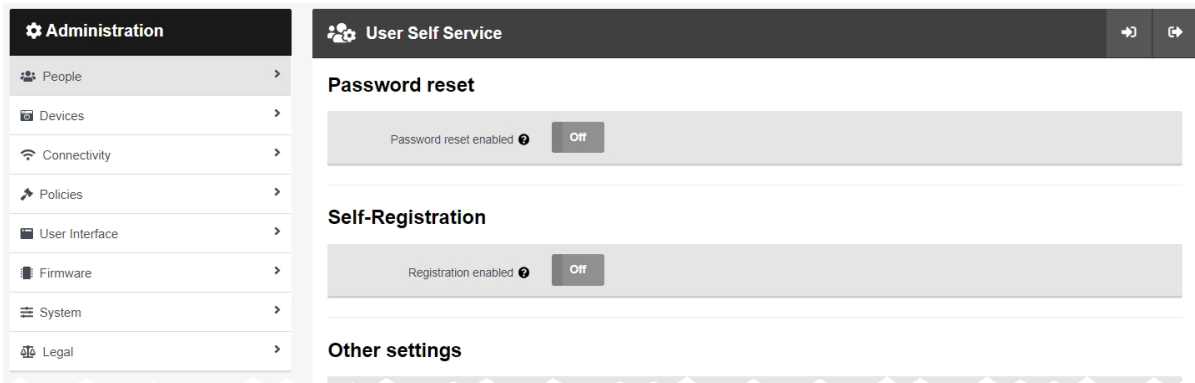 Administration
People
Devices
Connectivity
Policies
User Interface
Firmware
System
Legal
User Self Service
Password reset
Password reset enabled
Off
Self-Registration
Registration enabled
Off
Other settings